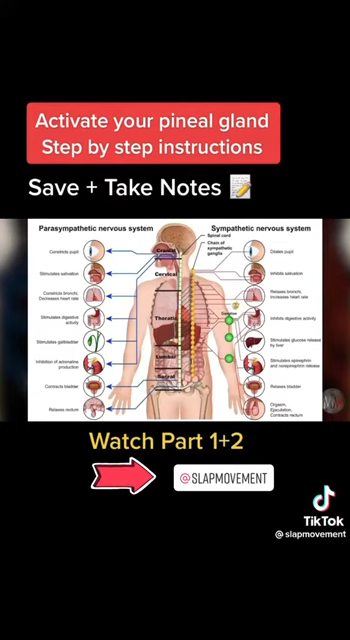 Activate your pineal gland
Step by step instructions
Save + Take Notes 📝
Parasympathetic nervous system
Sympathetic nervous system
Spinal cord
Chain of
sympathetic
ganglia
Constricts pupil
Cranial
Dilates pupil
Stimulates salivation
Cervical
Inhibits salivation
Constricts bronchi,
Decreases heart rate
Relaxes bronchi,
Increases heart rate
Stimulates digestive
activity
Thoracic
Inhibits digestive activity
Stimulates gallbladder
Stimulates glucose release
by liver
Inhibition of adrenaline
production
Lumbar
Stimulates epinephrin
and norepinephrin release
Contracts bladder
Sacral
Relaxes bladder
Relaxes rectum
Orgasm,
Ejaculation,
Contracts rectum
Watch Part 1+2
@SLAPMOVEMENT
TikTok
@ slapmovement